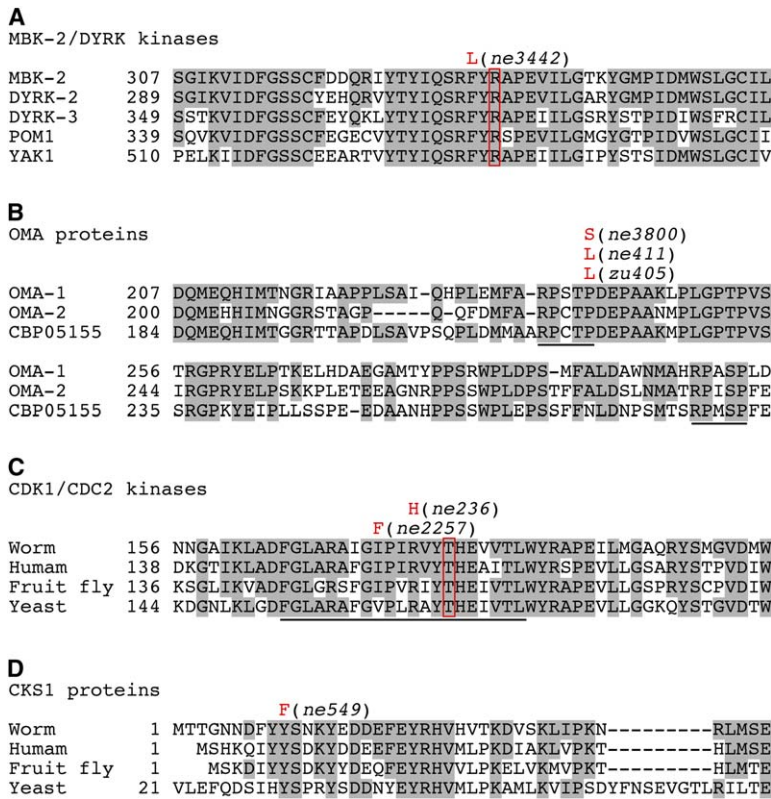 A
MBK-2/DYRK kinases
L(ne3442)
MBK-2 307 SGIKVIDFGSSCFDDQRIYTYIQSRFYRAPEVILGTKYGMPIDMWSLGCIL
DYRK-2 289 SGIKVIDFGSSCYEHQRVYTYIQSRFYRAPEVILGARYGMPIDMWSLGCIL
DYRK-3 349 SSTKVIDFGSSCFEYQKLYTYIQSRFYRAPEIILGSRYSTPIDIWSFRCIL
POM1 339 SQVKVIDFGSSCFEGECVYTYIQSRFYRSPEVILGMGYGTPIDVWSLGCIL
YAK1 510 PELKIIDFGSSCEEARTVYTYIQSRFYRAPEIILGIPYSTSIDMWSLGCIV
B
OMA proteins
S(ne3800)
L(ne411)
L(zu405)
OMA-1 207 DQMEQHIMTNGRIAAPPLSAI-QHPLEMFA-RPSTPDEPAAKLPLGPTPVS
OMA-2 200 DQMEHHIMNGGRSTAGP-----Q-QFDMFA-RPCTPDEPAANMPLGPTPVS
CBP05155 184 DQMEQHIMTGGRTTAPDLSAVPSQPLDMMAARPCTPDEPAAKMPLGPTPVS
OMA-1 256 TRGPRYELPTKELHDAEGAMTYPPSRWPLDPS-MFALDAWNMAHRPASPLD
OMA-2 244 IRGPRYELPSKKPLETEEAGNRPPSSWPLDPSTFFALDSLNMATRPISPFE
CBP05155 235 SRGPKYEIPLLSSPE-EDAANHPPSSWPLEPSSFFNLDNPSMTSRPMSPFE
C
CDK1/CDC2 kinases
H(ne236)
F(ne2257)
Worm 156 NNGAIKLADFGLARAIGIPIRVYTHEVVTLWYRAPEILMGAQRYSMGVDMW
Humam 138 DKGTIKLADFGLARAFGIPIRVYTHEAITLWYRSPEVLLGSARYSTPVDIW
Fruit fly 136 KSGLIKVADFGLGRSFGIPVRIYTHEIVTLWYRAPEVLLGSPRYSCPVDIW
Yeast 144 KDGNLKLGDFGLARAFGVPLRAYTHEIVTLWYRAPEVLLGGKQYSTGVDTW
D
CKS1 proteins
F(ne549)
Worm 1 MTTGNNDFYYSNKYEDDEFEYRHVHVTKDVSKLIPKN---------RLMSE
Humam 1 MSHKQIYYSDKYDDEEFEYRHVMLPKDIAKLVPKT---------HLMSE
Fruit fly 1 MSKDIYYSDKYYDEQFEYRHVVLPKELVKMVPKT---------HLMTE
Yeast 21 VLEFQDSIHYSPRYSDDNYEYRHVMLPKAMLKVIPSDYFNSEVGTLRILTE